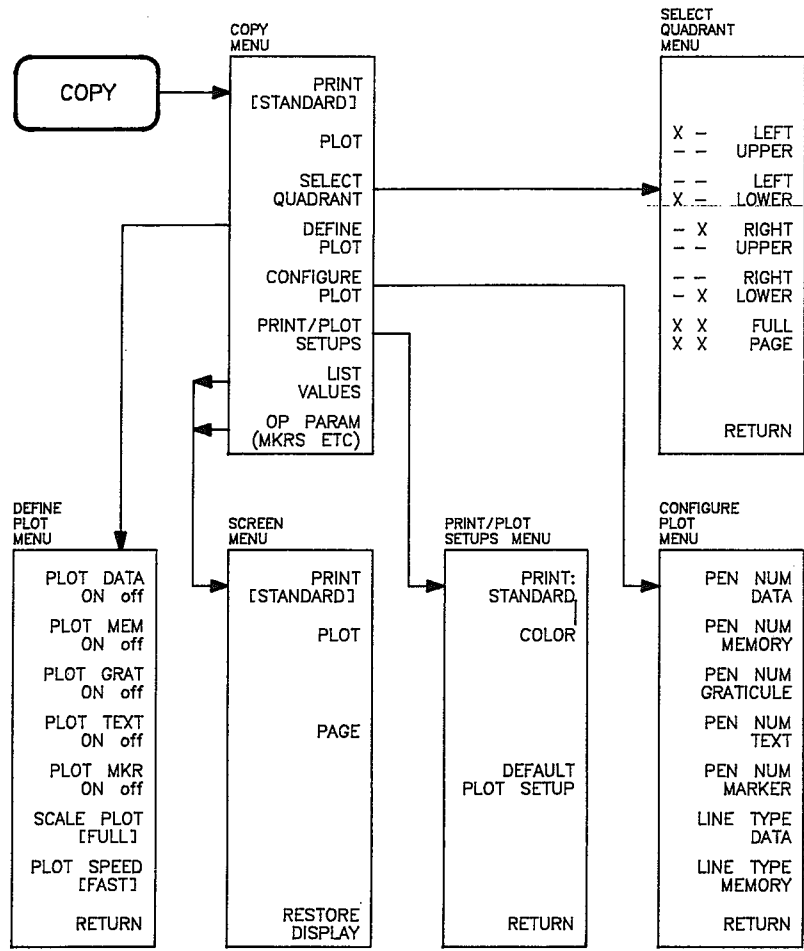 COPY
COPY
MENU
PRINT
[STANDARD]
PLOT
SELECT
QUADRANT
DEFINE
PLOT
CONFIGURE
PLOT
PRINT/PLOT
SETUPS
LIST
VALUES
OP PARAM
(MKRS ETC)
SELECT
QUADRANT
MENU
X - LEFT
- - UPPER
- - LEFT
X - LOWER
- X RIGHT
- - UPPER
- - RIGHT
- X LOWER
X X FULL
X X PAGE
RETURN
DEFINE
PLOT
MENU
PLOT DATA
ON off
PLOT MEM
ON off
PLOT GRAT
ON off
PLOT TEXT
ON off
PLOT MKR
ON off
SCALE PLOT
[FULL]
PLOT SPEED
[FAST]
RETURN
SCREEN
MENU
PRINT
[STANDARD]
PLOT
PAGE
RESTORE
DISPLAY
PRINT/PLOT
SETUPS MENU
PRINT:
STANDARD
COLOR
DEFAULT
PLOT SETUP
RETURN
CONFIGURE
PLOT
MENU
PEN NUM
DATA
PEN NUM
MEMORY
PEN NUM
GRATICULE
PEN NUM
TEXT
PEN NUM
MARKER
LINE TYPE
DATA
LINE TYPE
MEMORY
RETURN